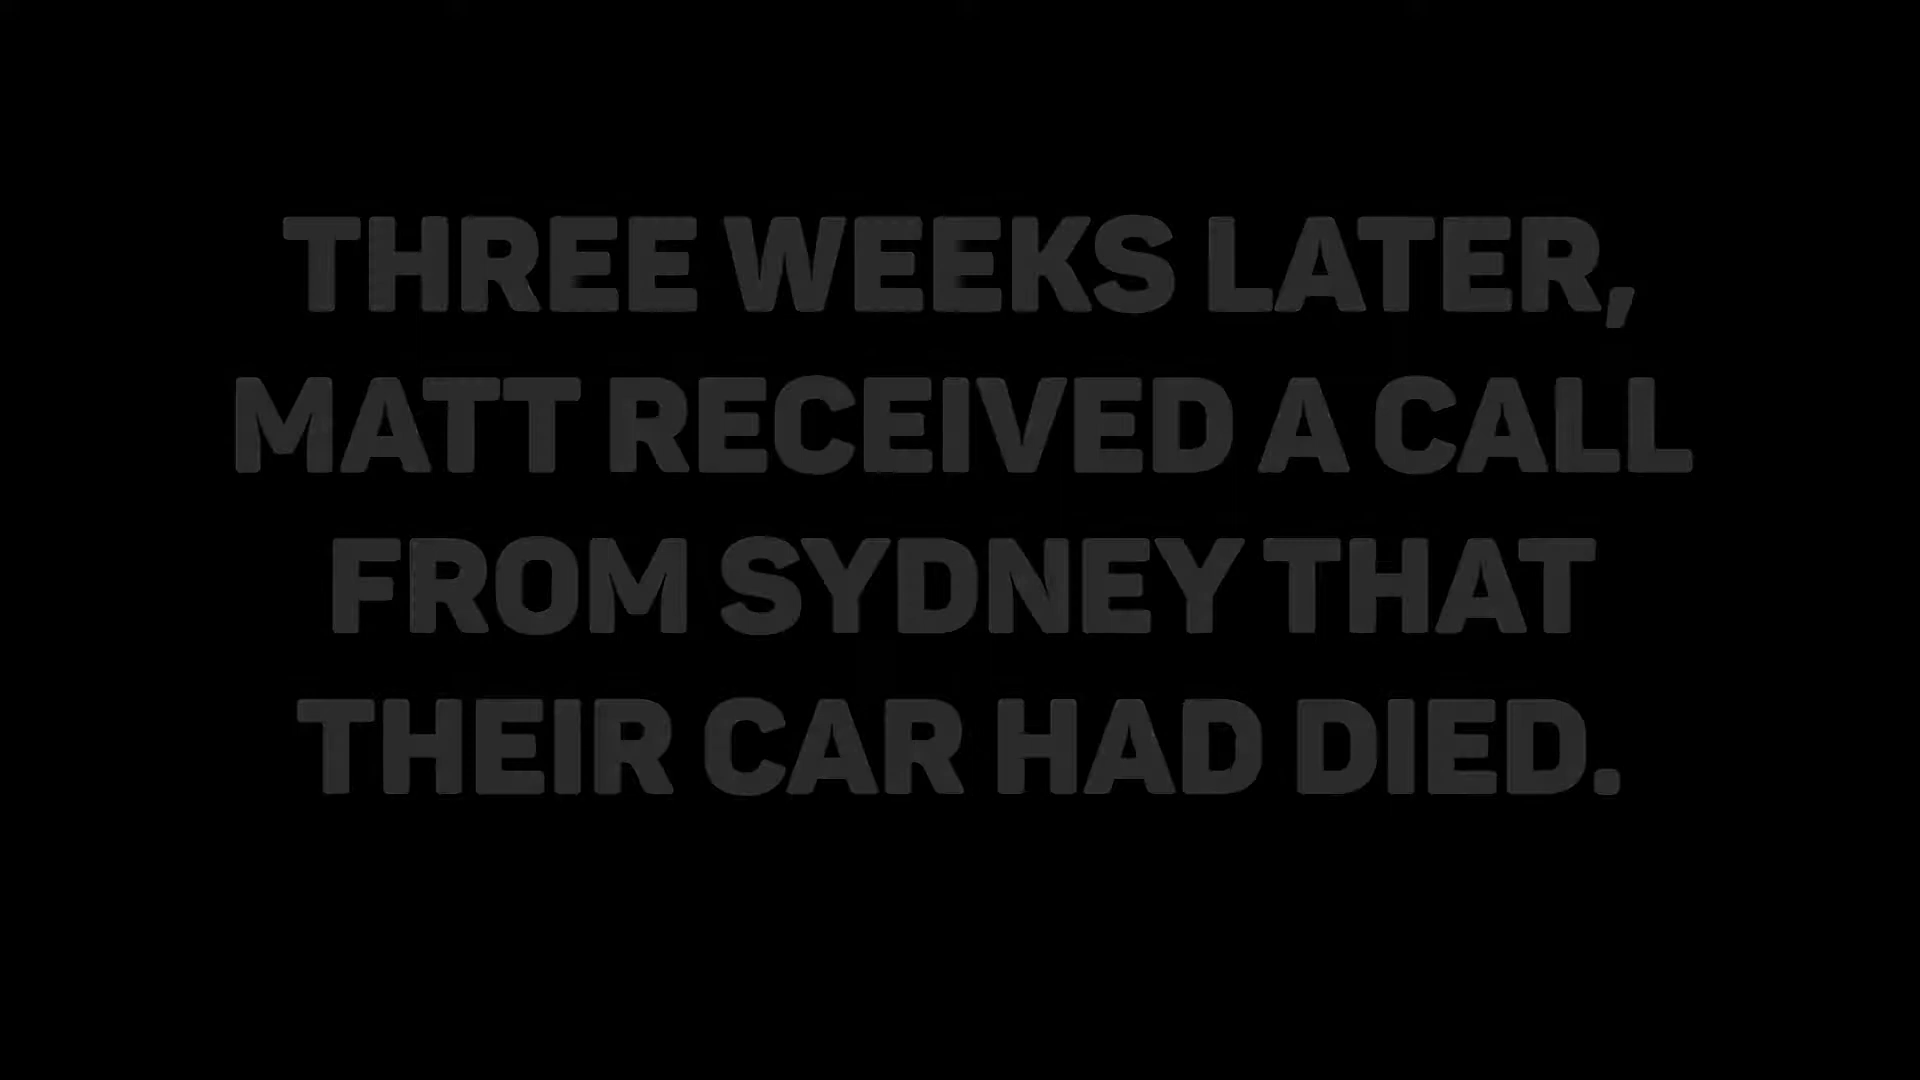 THREE WEEKS LATER,
MATT RECEIVED A CALL
FROM SYDNEY THAT
THEIR CAR HAD DIED.